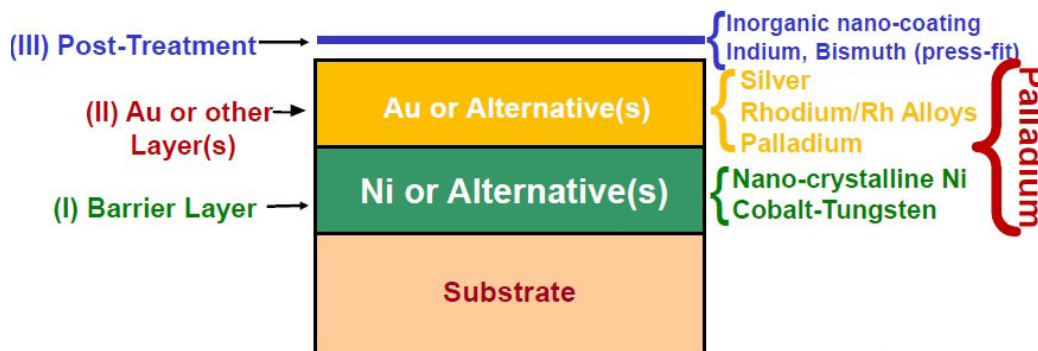 (III) Post-Treatment
Inorganic nano-coating
Indium, Bismuth (press-fit)
(II) Au or other
Layer(s)
Au or Alternative(s)
Silver
Rhodium/Rh Alloys
Palladium
Palladium
(I) Barrier Layer
Ni or Alternative(s)
Nano-crystalline Ni
Cobalt-Tungsten
Substrate